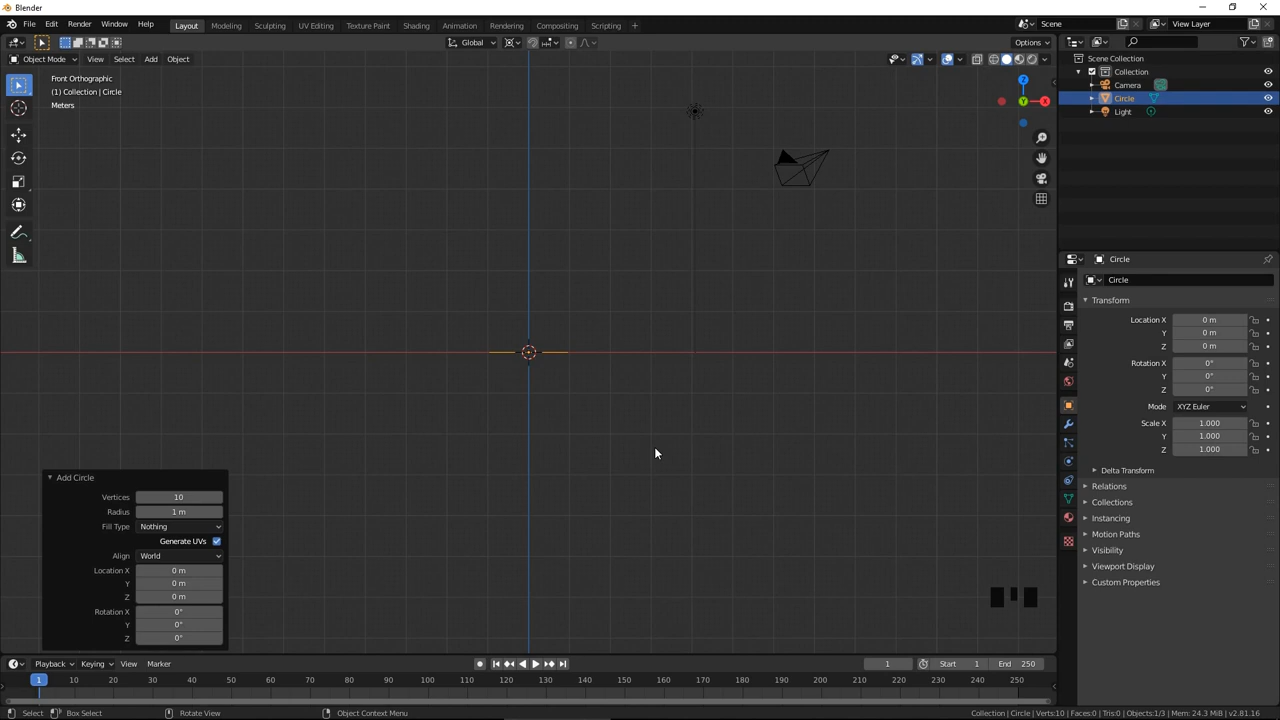 Blender
File Edit Render Window Help Layout Modeling Sculpting UV Editing Texture Paint Shading Animation Rendering Compositing Scripting + Scene View Layer
Global Options
Object Mode View Select Add Object
Scene Collection
Collection
Camera
Circle
Light
Front Orthographic
(1) Collection | Circle
Meters
Z
Y
X
Circle
Circle
Transform
Location X 0 m
Y 0 m
Z 0 m
Rotation X 0°
Y 0°
Z 0°
Mode XYZ Euler
Scale X 1.000
Y 1.000
Z 1.000
Delta Transform
Relations
Collections
Instancing
Motion Paths
Visibility
Viewport Display
Custom Properties
Add Circle
Vertices 10
Radius 1 m
Fill Type Nothing
Generate UVs
Align World
Location X 0 m
Y 0 m
Z 0 m
Rotation X 0°
Y 0°
Z 0°
Playback Keying View Marker 1 Start 1 End 250
1 10 20 30 40 50 60 70 80 90 100 110 120 130 140 150 160 170 180 190 200 210 220 230 240 250
Select Box Select Rotate View Object Context Menu Collection | Circle | Verts:10 | Faces:0 | Tris:0 | Objects:1/3 | Mem: 24.3 MiB | v2.81.16